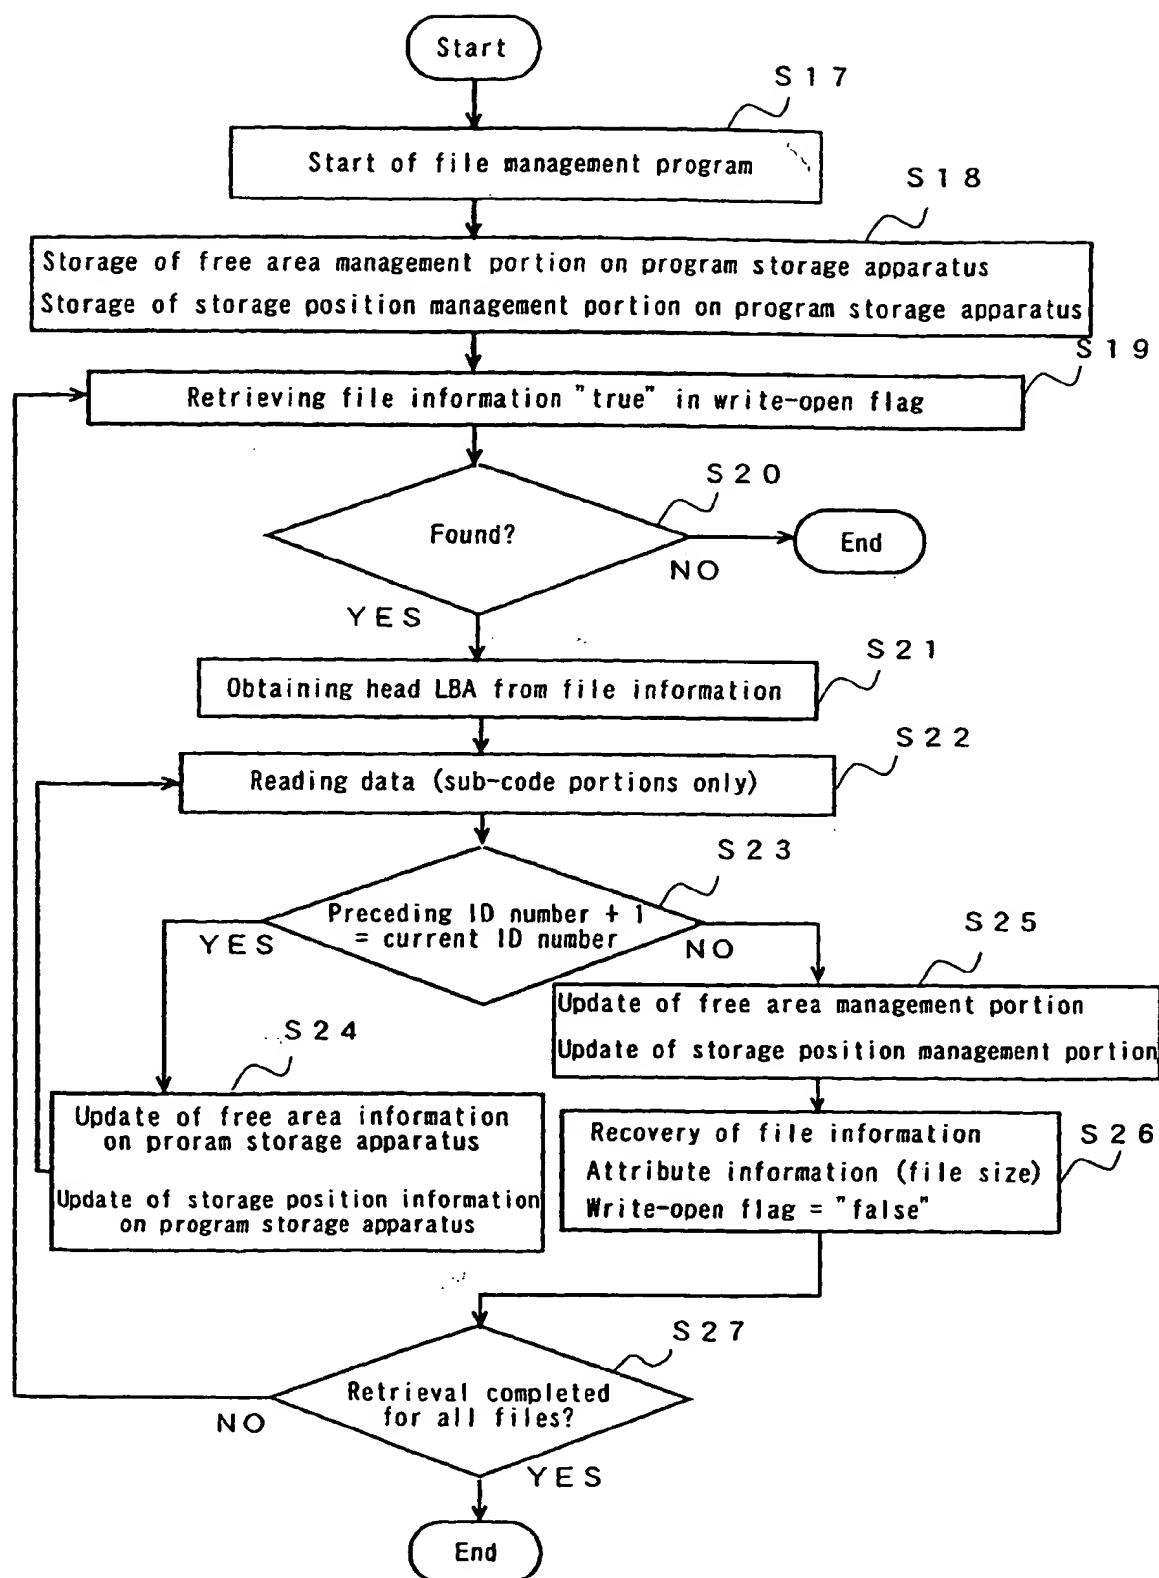 Start
S17
Start of file management program
S18
Storage of free area management portion on program storage apparatus
Storage of storage position management portion on program storage apparatus
S19
Retrieving file information "true" in write-open flag
S20
Found?
End
NO
YES
S21
Obtaining head LBA from file information
S22
Reading data (sub-code portions only)
S23
Preceding ID number + 1
= current ID number
YES
NO
S25
Update of free area management portion
Update of storage position management portion
S24
Update of free area information
on proram storage apparatus
Update of storage position information
on program storage apparatus
Recovery of file information
Attribute information (file size)
Write-open flag = "false"
S26
S27
Retrieval completed
for all files?
NO
YES
End